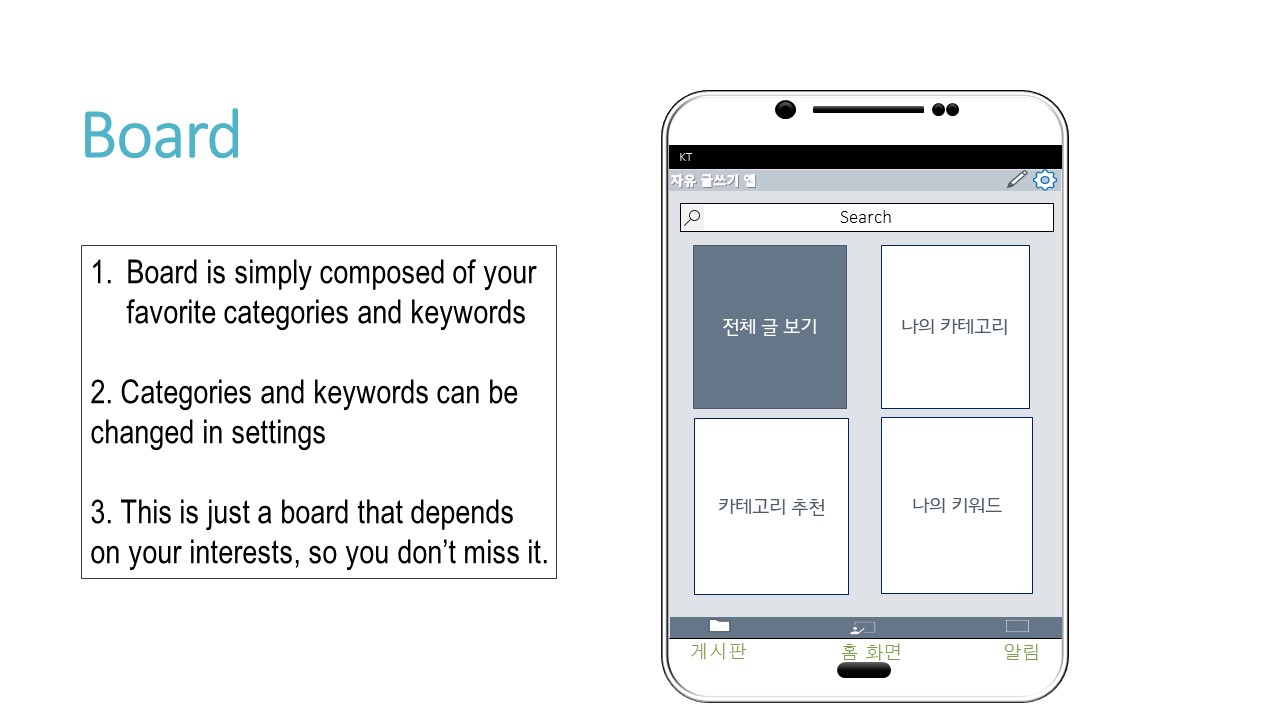 Board
1. Board is simply composed of your
favorite categories and keywords
2. Categories and keywords can be
changed in settings
3. This is just a board that depends
on your interests, so you don’t miss it.
KT
자유 글쓰기 앱
Search
전체 글 보기
나의 카테고리
카테고리 추천
나의 키워드
게시판
홈 화면
알림